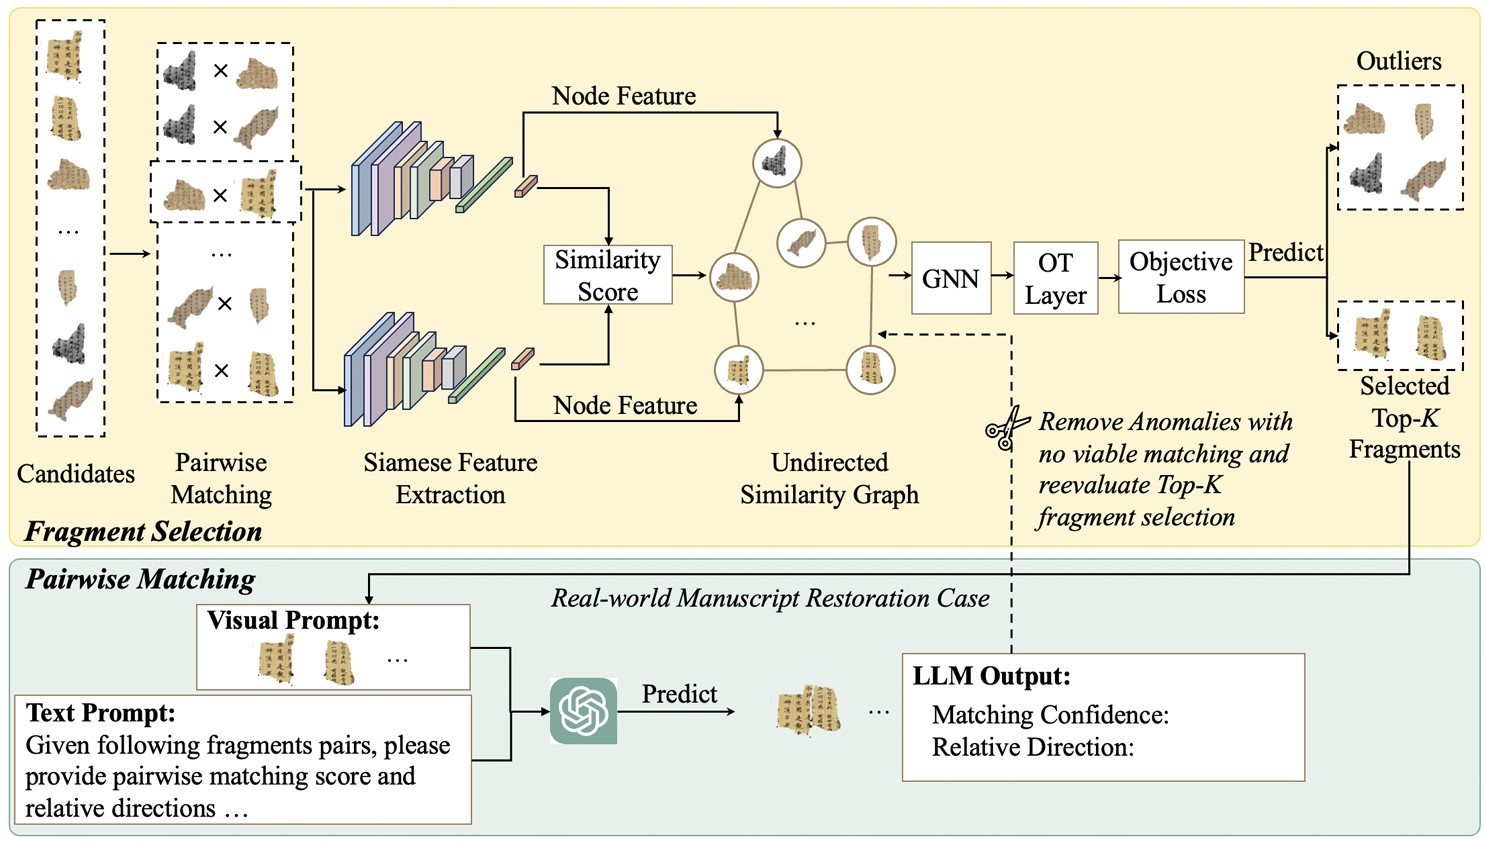 Node Feature
Outliers
×
×
×
...
...
×
×
Similarity
Score
...
GNN
OT
Layer
Objective
Loss
Predict
Node Feature
Selected
Top-K
Fragments
Candidates
Pairwise
Matching
Siamese Feature
Extraction
Undirected
Similarity Graph
Remove Anomalies with
no viable matching and
reevaluate Top-K
fragment selection
Fragment Selection
Pairwise Matching
Real-world Manuscript Restoration Case
Visual Prompt:
...
Text Prompt:
Given following fragments pairs, please
provide pairwise matching score and
relative directions ...
Predict
...
LLM Output:
Matching Confidence:
Relative Direction: